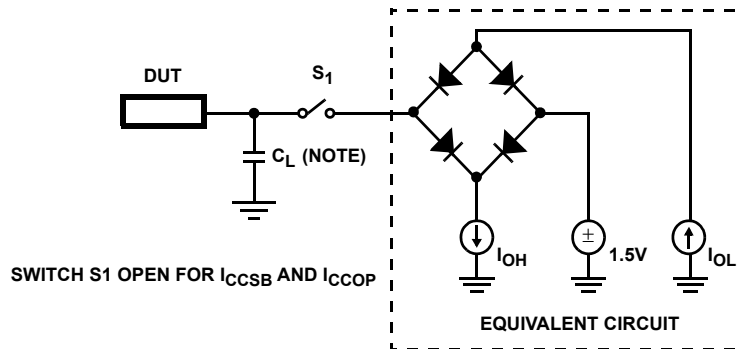 DUT
S1
CL (NOTE)
IOH
±
1.5V
IOL
SWITCH S1 OPEN FOR ICCSB AND ICCOP
EQUIVALENT CIRCUIT